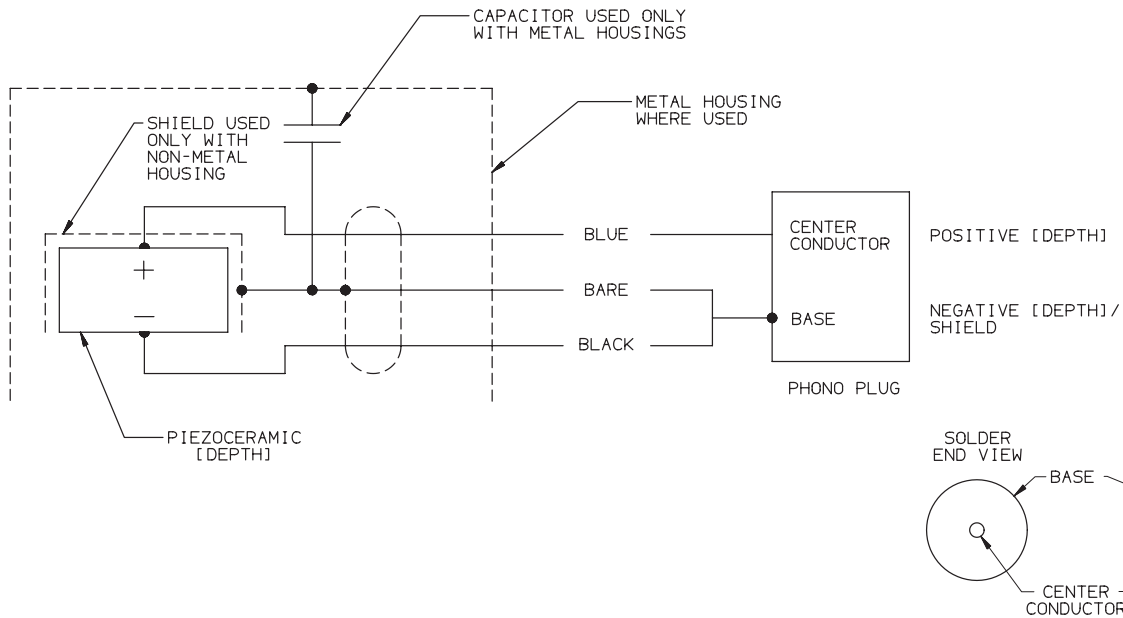 CAPACITOR USED ONLY
WITH METAL HOUSINGS
METAL HOUSING
WHERE USED
SHIELD USED
ONLY WITH
NON-METAL
HOUSING
BLUE
CENTER
CONDUCTOR
POSITIVE [DEPTH]
+
BARE
—
BASE
NEGATIVE [DEPTH]/
SHIELD
BLACK
PHONO PLUG
PIEZOCERAMIC
[DEPTH]
SOLDER
END VIEW
BASE
CENTER
CONDUCTOR